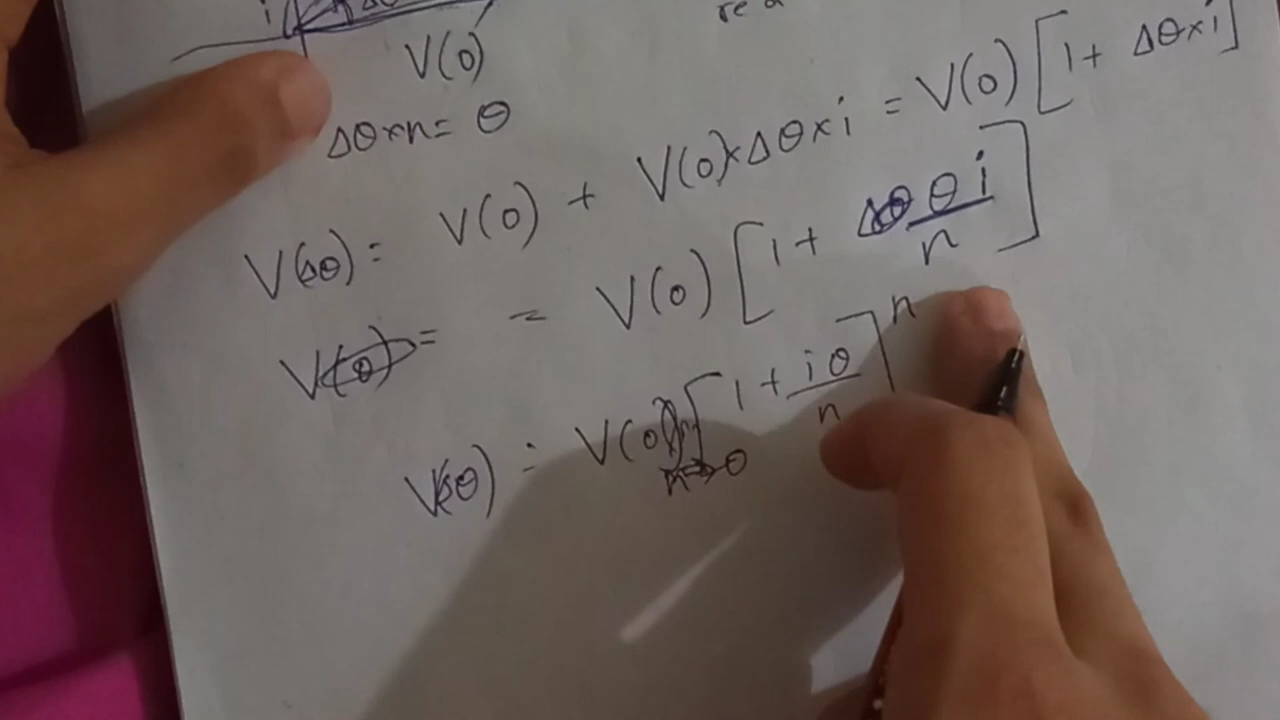 V(0)
Δθ×n= θ
V(Δθ)= V(0) + V(0)×Δθ×i = V(0)[1+ Δθ×i]
= V(0)[1+ θi/n]
V(θ) = V(0)[1+ iθ/n]^n